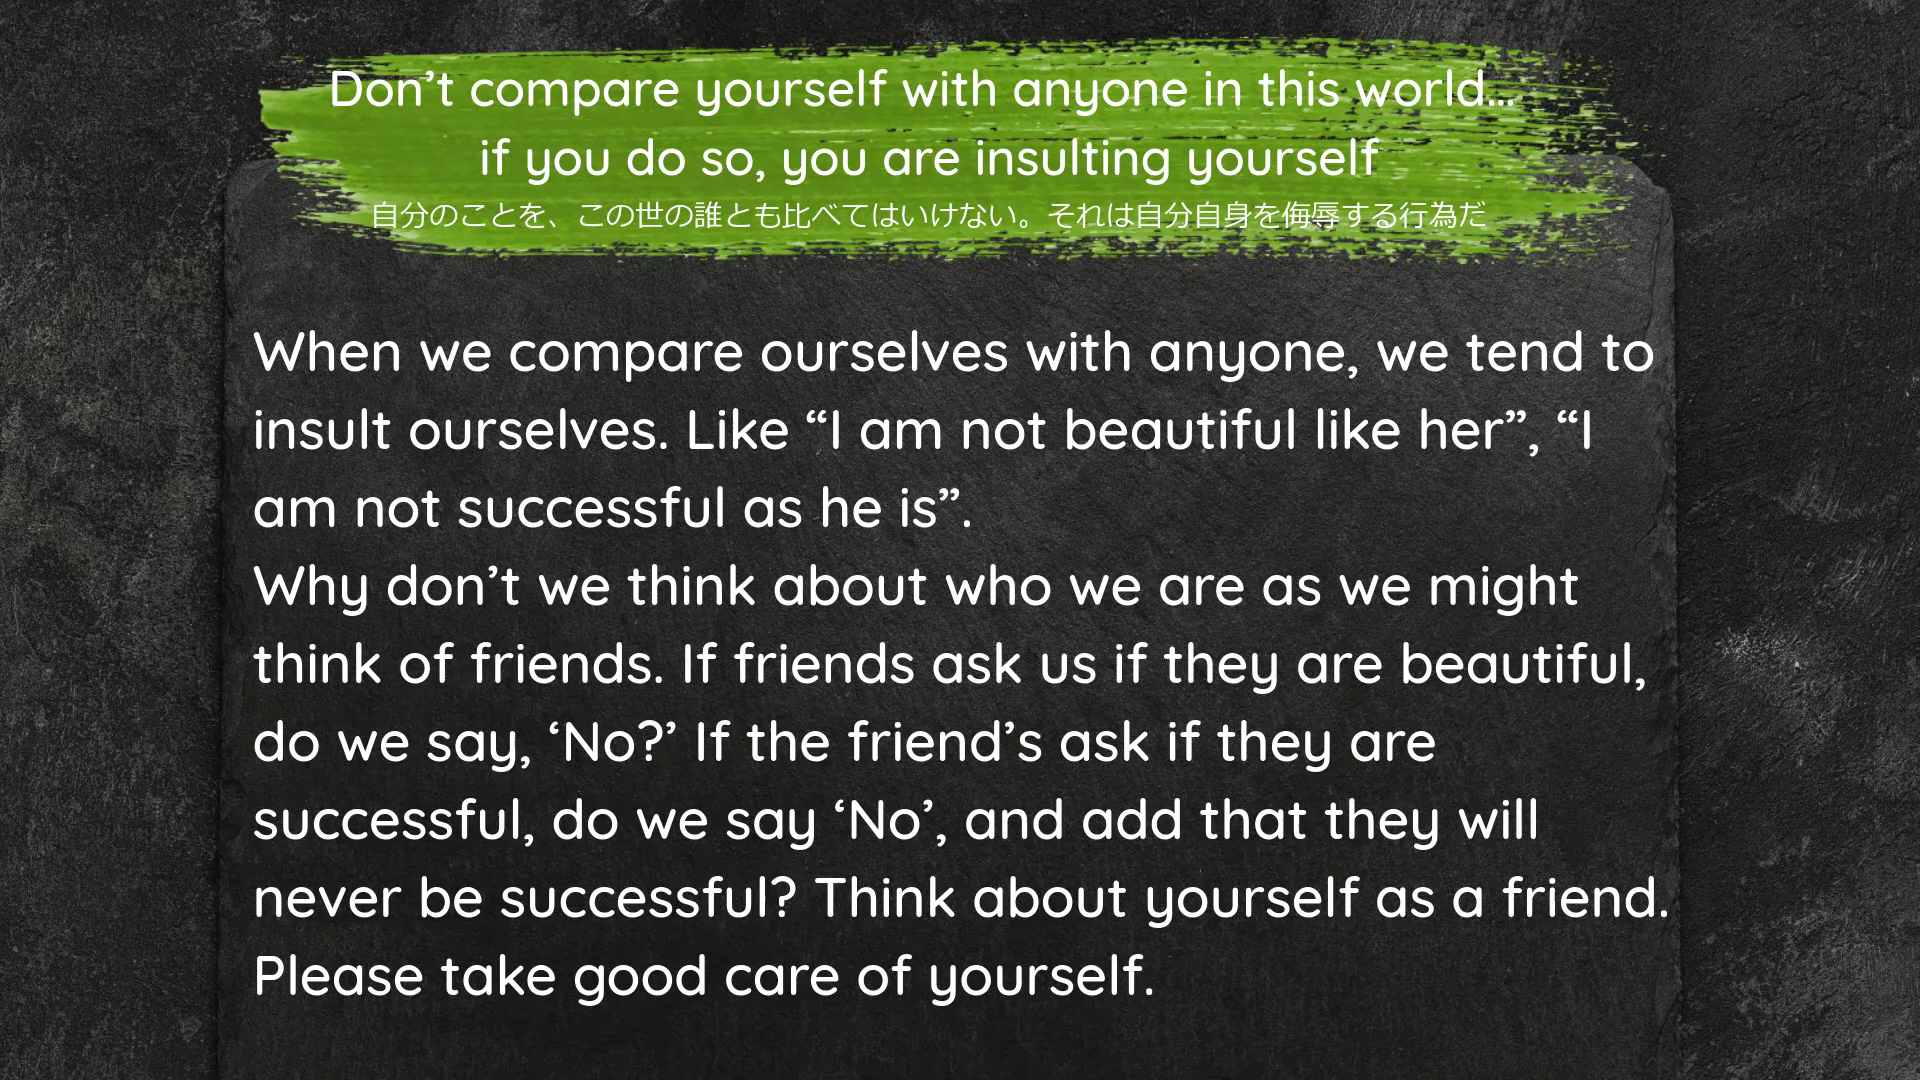 Don’t compare yourself with anyone in this world...
if you do so, you are insulting yourself
自分のことを、この世の誰とも比べてはいけない。それは自分自身を侮辱する行為だ
When we compare ourselves with anyone, we tend to
insult ourselves. Like “I am not beautiful like her”, “I
am not successful as he is”.
Why don’t we think about who we are as we might
think of friends. If friends ask us if they are beautiful,
do we say, ‘No?’ If the friend’s ask if they are
successful, do we say ‘No’, and add that they will
never be successful? Think about yourself as a friend.
Please take good care of yourself.